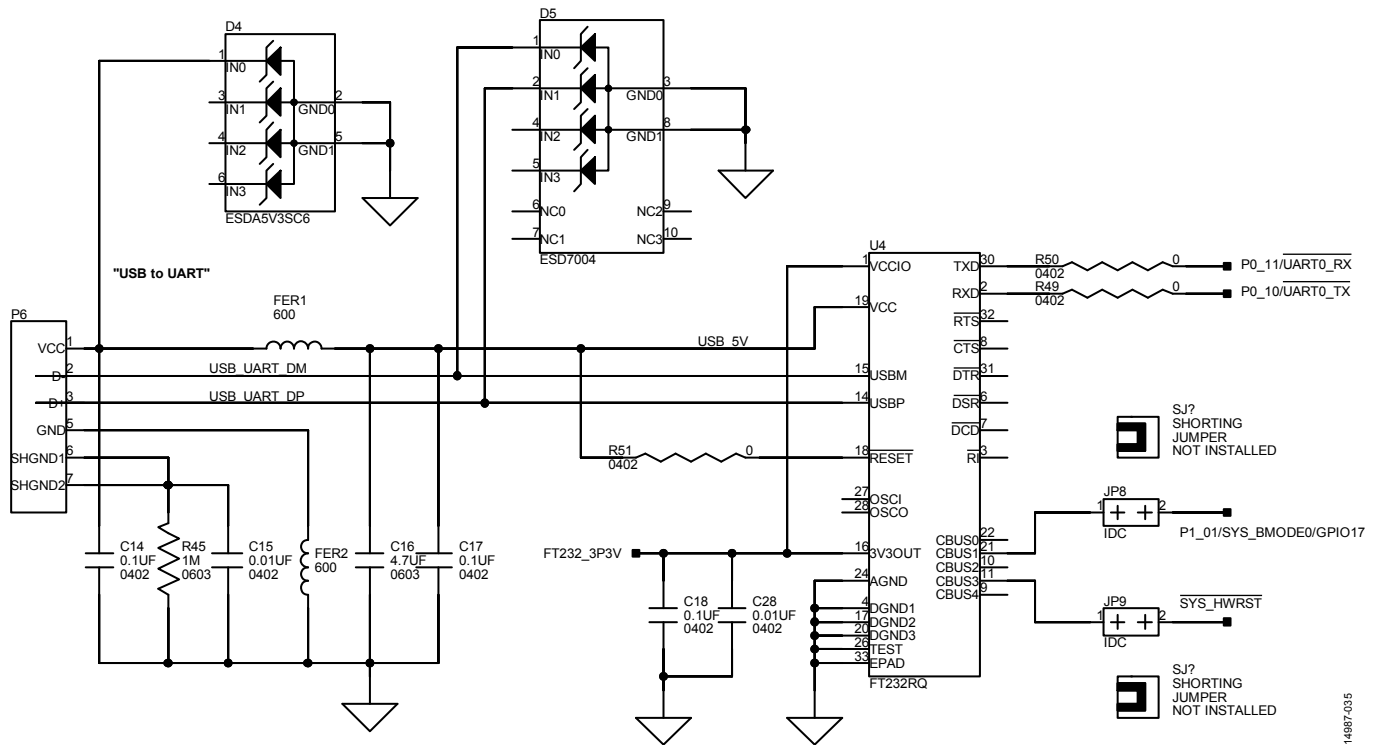 D4
1
IN0
3
IN1
4
IN2
6
IN3
2
GND0
5
GND1
ESDA5V3SC6
D5
1
IN0
2
IN1
4
IN2
5
IN3
6
NC0
7
NC1
3
GND0
8
GND1
9
NC2
10
NC3
ESD7004
"USB to UART"
P6
VCC
1
D-
2
D+
3
GND
5
SHGND1
6
SHGND2
7
FER1
600
USB_5V
USB_UART_DM
USB_UART_DP
R51
0402
0
C14
0.1UF
0402
R45
1M
0603
C15
0.01UF
0402
FER2
600
C16
4.7UF
0603
C17
0.1UF
0402
FT232_3P3V
C18
0.1UF
0402
C28
0.01UF
0402
U4
1
VCCIO
19
VCC
15
USBM
14
USBP
18
RESET
27
OSCI
28
OSCO
16
3V3OUT
24
AGND
4
DGND1
17
DGND2
20
DGND3
26
TEST
33
EPAD
TXD
30
RXD
2
RTS
32
CTS
8
DTR
31
DSR
6
DCD
7
RI
3
CBUS0
22
CBUS1
21
CBUS2
10
CBUS3
11
CBUS4
9
FT232RQ
R50
0402
0
P0_11/UART0_RX
R49
0402
0
P0_10/UART0_TX
SJ?
SHORTING
JUMPER
NOT INSTALLED
JP8
1
2
IDC
P1_01/SYS_BMODE0/GPIO17
JP9
1
2
IDC
SYS_HWRST
SJ?
SHORTING
JUMPER
NOT INSTALLED
14987-035